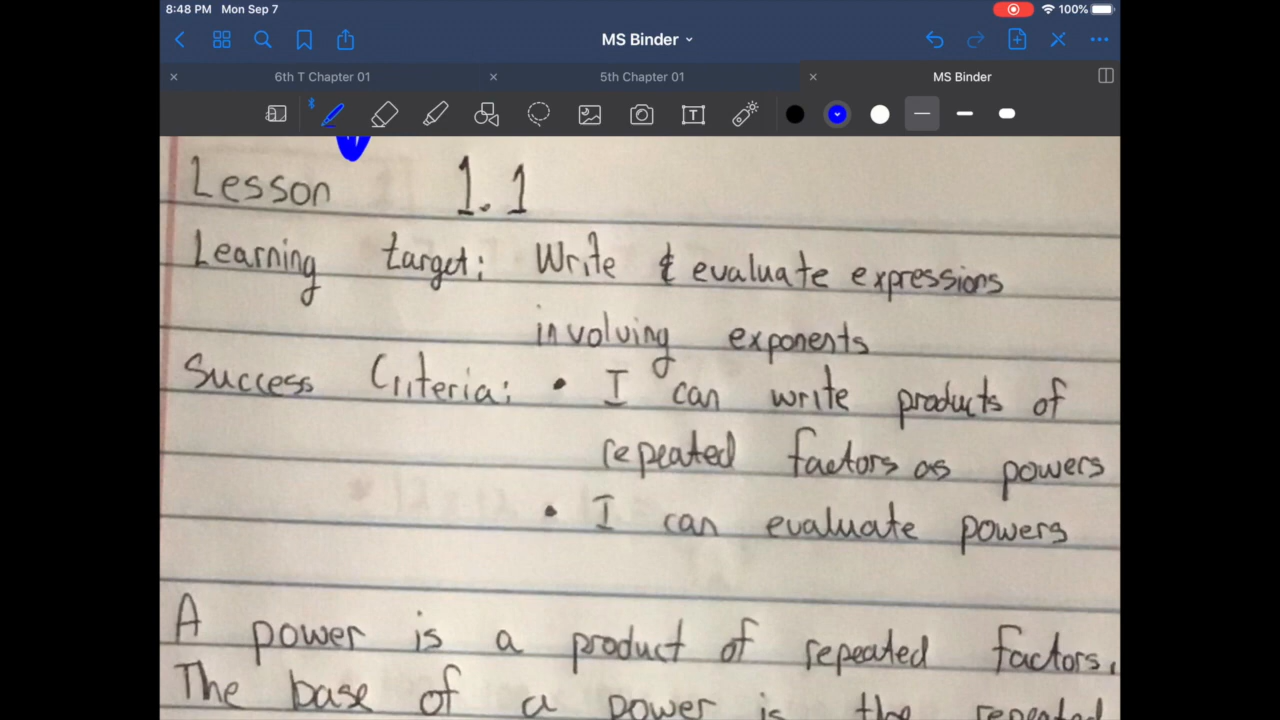 8:48 PM Mon Sep 7 100%
MS Binder
6th T Chapter 01 5th Chapter 01 MS Binder
Lesson 1.1
Learning target: Write & evaluate expressions
involving exponents
Success Criteria: • I can write products of
repeated factors as powers
• I can evaluate powers
A power is a product of repeated factors.
The base of a power is the repeated